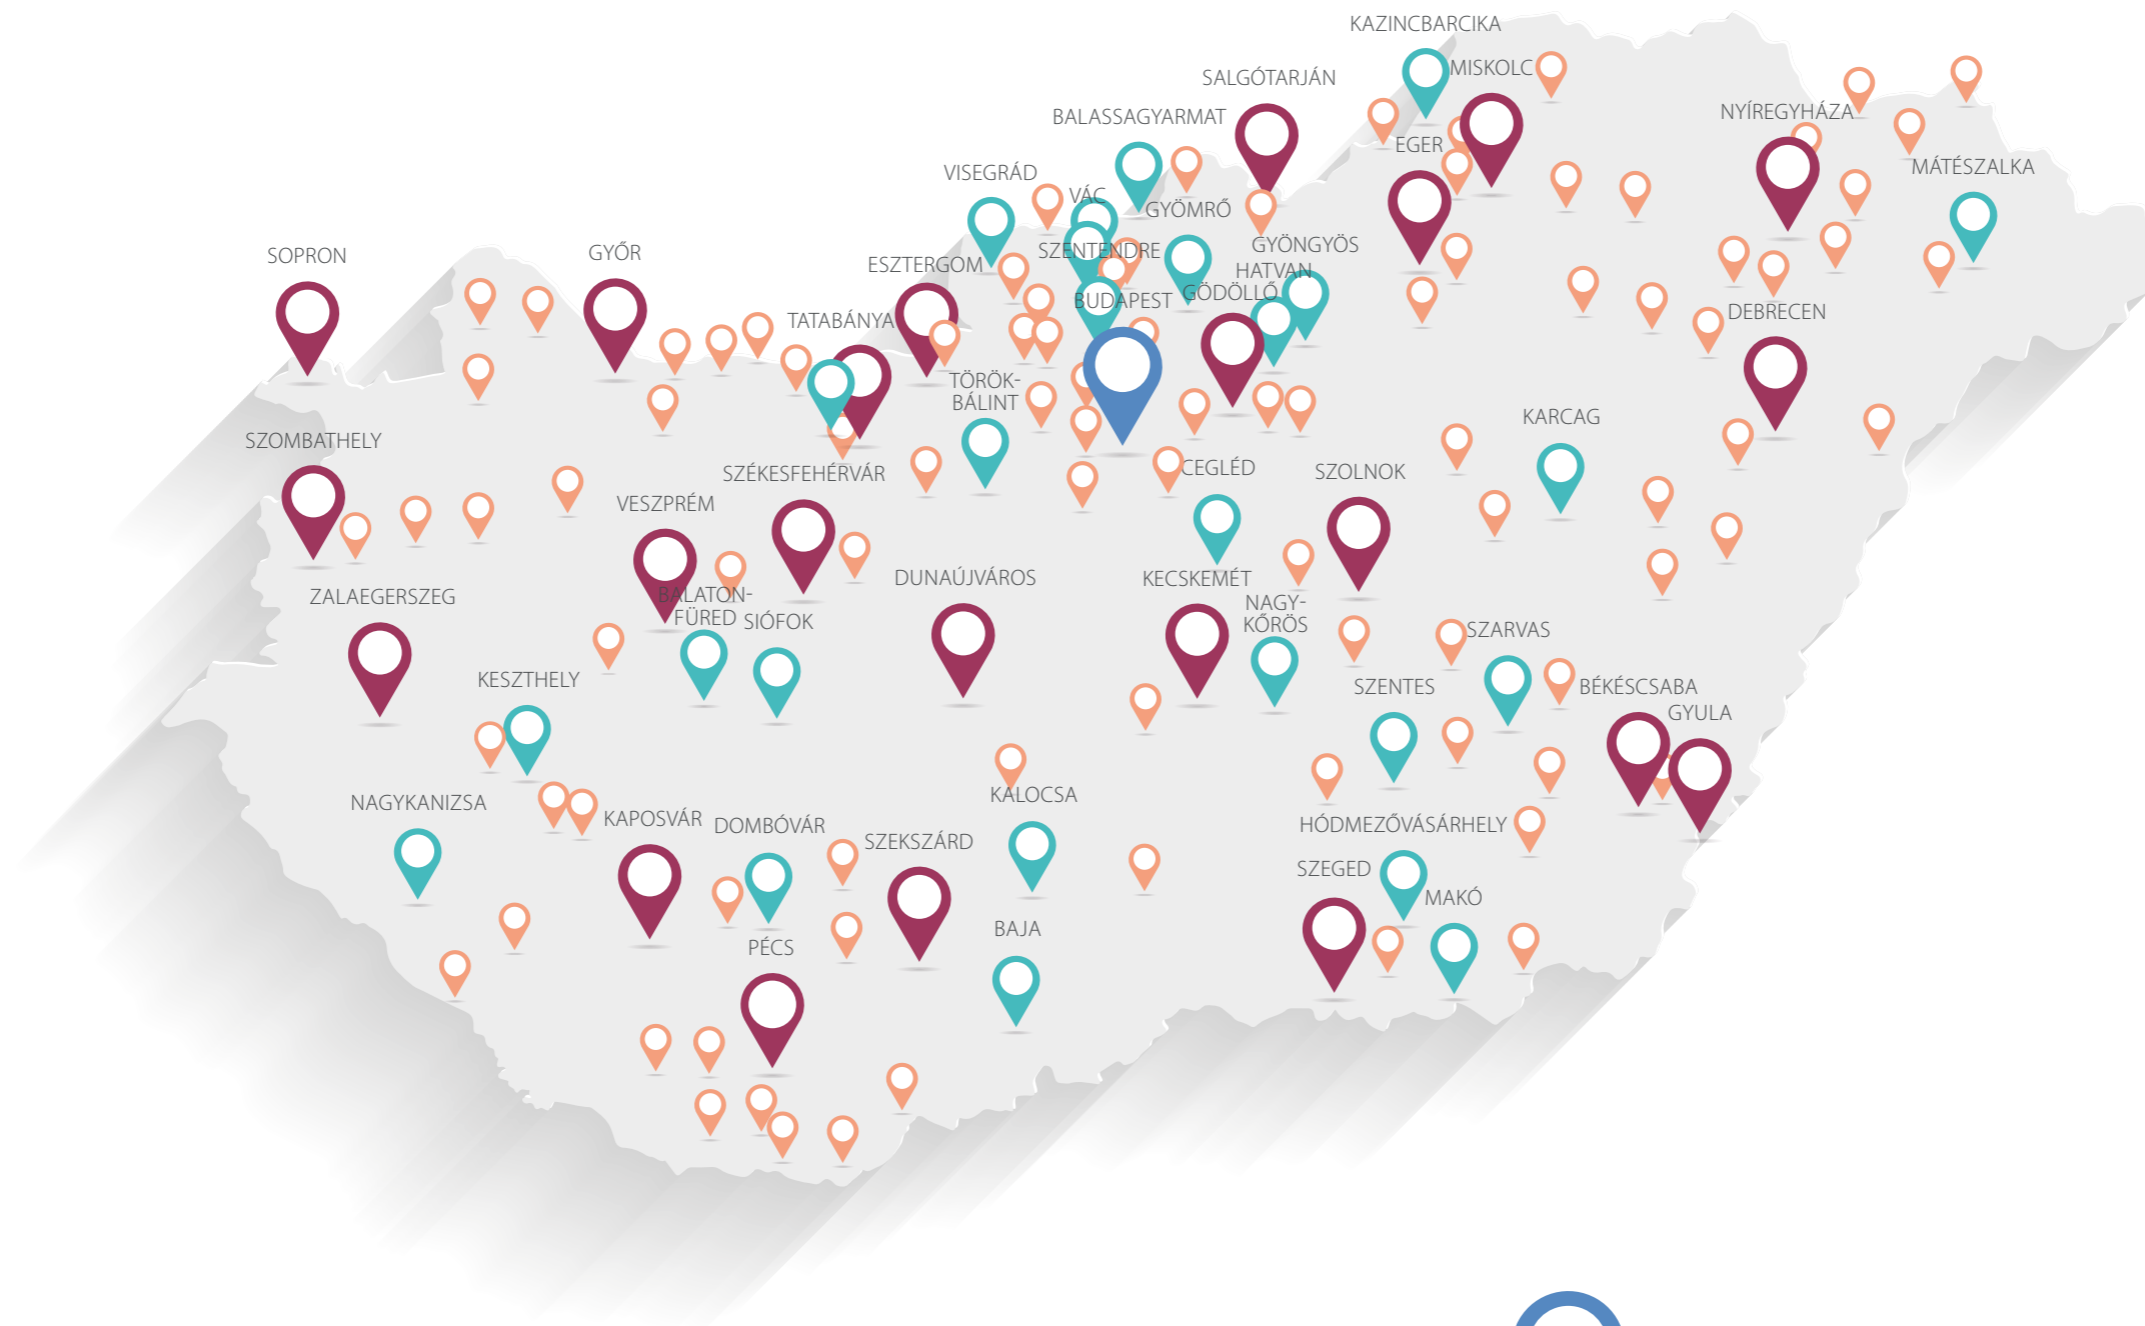 KAZINCBARCIKA
MISKOLC
SALGÓTARJÁN
NYÍREGYHÁZA
BALASSAGYARMAT
EGER
MÁTÉSZALKA
VISEGRÁD
VÁC
GYÖMRŐ
SOPRON
GYŐR
SZENTENDRE
GYÖNGYÖS
ESZTERGOM
HATVAN
BUDAPEST
GÖDÖLLŐ
DEBRECEN
TATABÁNYA
TÖRÖK-
BÁLINT
KARCAG
SZOMBATHELY
SZÉKESFEHÉRVÁR
CEGLÉD
SZOLNOK
VESZPRÉM
DUNAÚJVÁROS
KECSKEMÉT
ZALAEGERSZEG
BALATON-
FÜRED
SIÓFOK
NAGY-
KŐRÖS
SZARVAS
KESZTHELY
SZENTES
BÉKÉSCSABA
GYULA
NAGYKANIZSA
KALOCSA
KAPOSVÁR
DOMBÓVÁR
HÓDMEZŐVÁSÁRHELY
SZEKSZÁRD
SZEGED
MAKÓ
BAJA
PÉCS